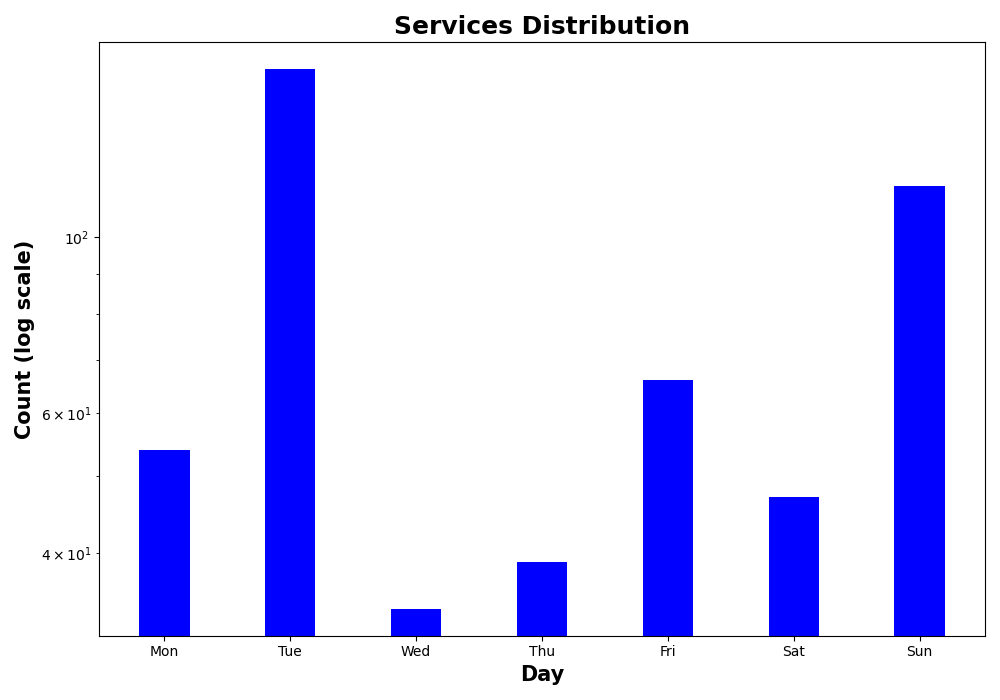 Services Distribution
Count (log scale)
10²
6 × 10¹
4 × 10¹
Mon Tue Wed Thu Fri Sat Sun
Day